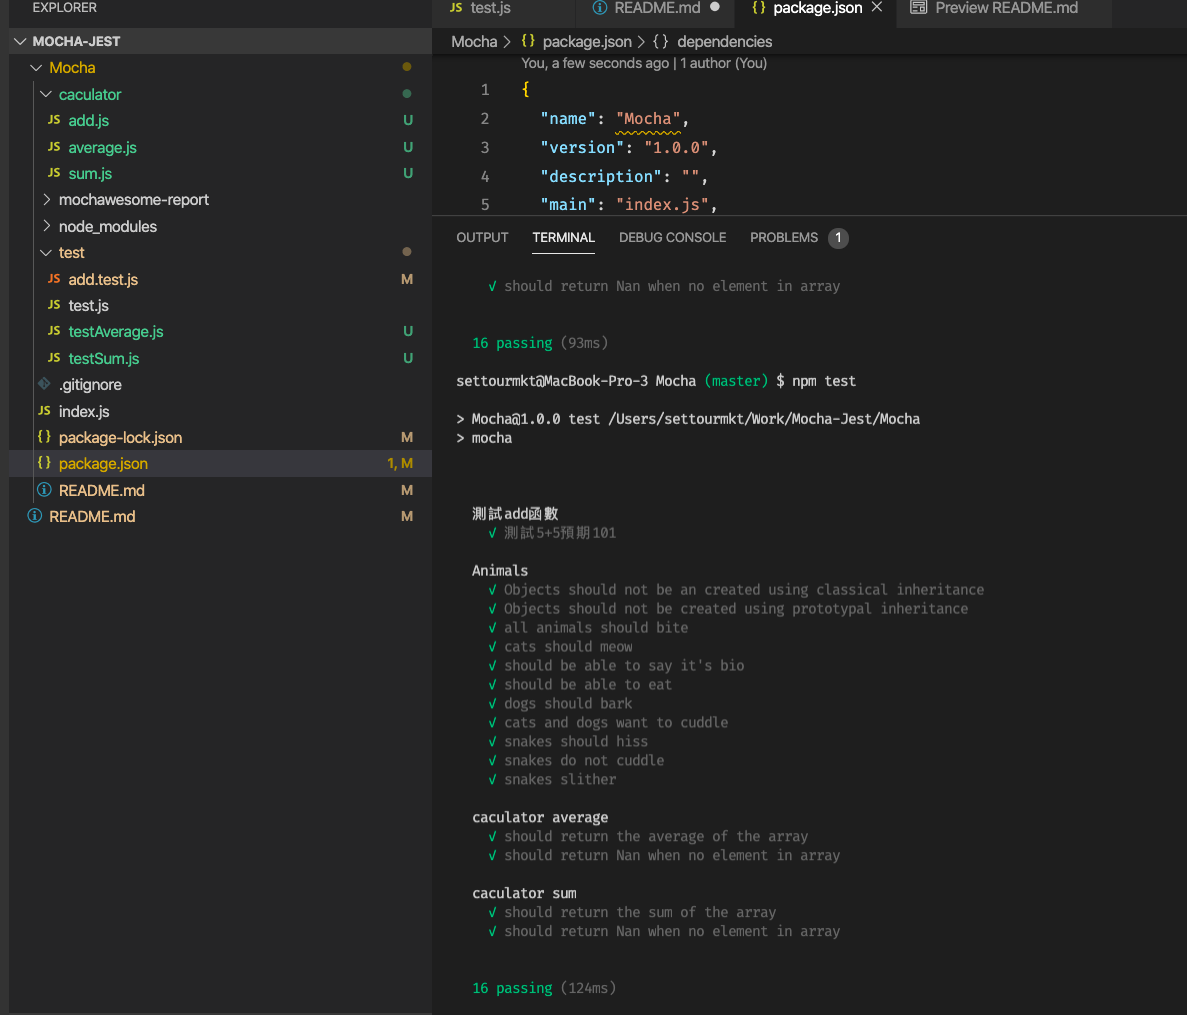 EXPLORER
MOCHA-JEST
Mocha
caculator
JS add.js U
JS average.js U
JS sum.js U
mochawesome-report
node_modules
test
JS add.test.js M
JS test.js
JS testAverage.js U
JS testSum.js U
.gitignore
JS index.js
{} package-lock.json M
{} package.json 1, M
README.md M
README.md M
JS test.js README.md ● {} package.json × Preview README.md
Mocha > {} package.json > {} dependencies
You, a few seconds ago | 1 author (You)
1 {
2 "name": "Mocha",
3 "version": "1.0.0",
4 "description": "",
5 "main": "index.js",
OUTPUT TERMINAL DEBUG CONSOLE PROBLEMS 1
√ should return Nan when no element in array
16 passing (93ms)
settourmkt@MacBook-Pro-3 Mocha (master) $ npm test
> Mocha@1.0.0 test /Users/settourmkt/Work/Mocha-Jest/Mocha
> mocha
測試add函數
√ 測試5+5預期101
Animals
√ Objects should not be an created using classical inheritance
√ Objects should not be created using prototypal inheritance
√ all animals should bite
√ cats should meow
√ should be able to say it's bio
√ should be able to eat
√ dogs should bark
√ cats and dogs want to cuddle
√ snakes should hiss
√ snakes do not cuddle
√ snakes slither
caculator average
√ should return the average of the array
√ should return Nan when no element in array
caculator sum
√ should return the sum of the array
√ should return Nan when no element in array
16 passing (124ms)